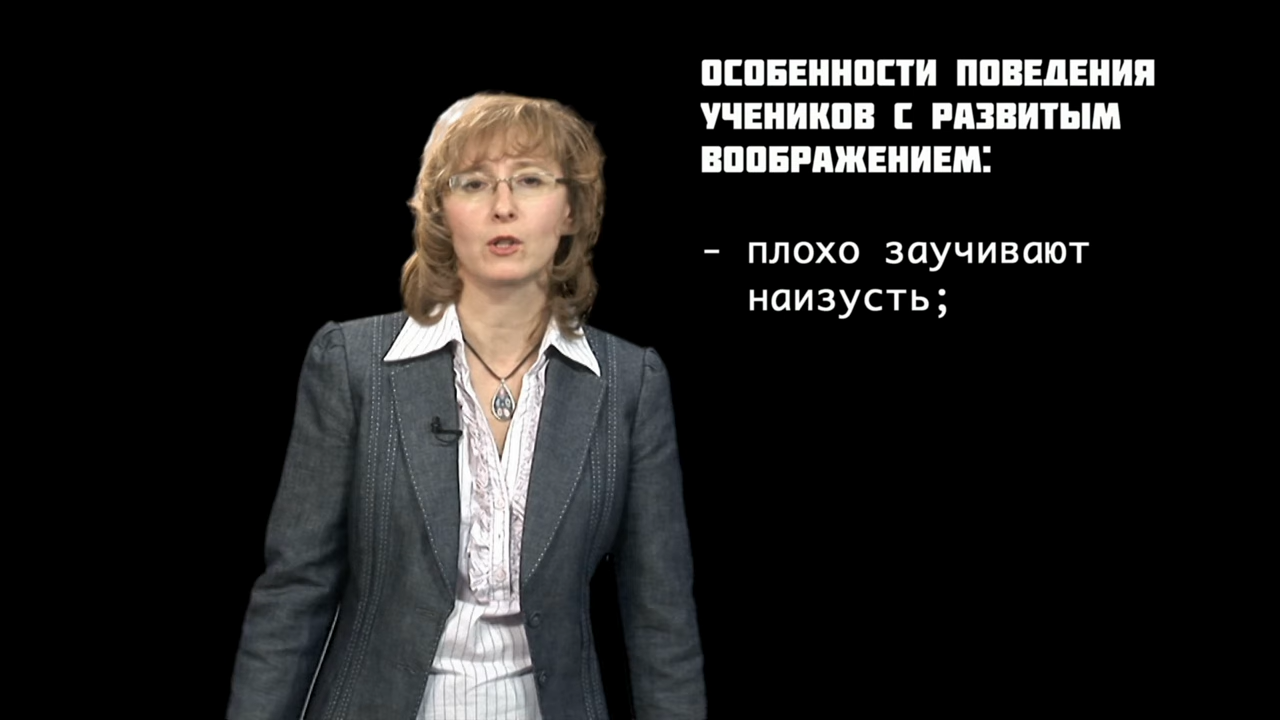 ОСОБЕННОСТИ ПОВЕДЕНИЯ
УЧЕНИКОВ С РАЗВИТЫМ
ВООБРАЖЕНИЕМ:
- плохо заучивают
наизусть;